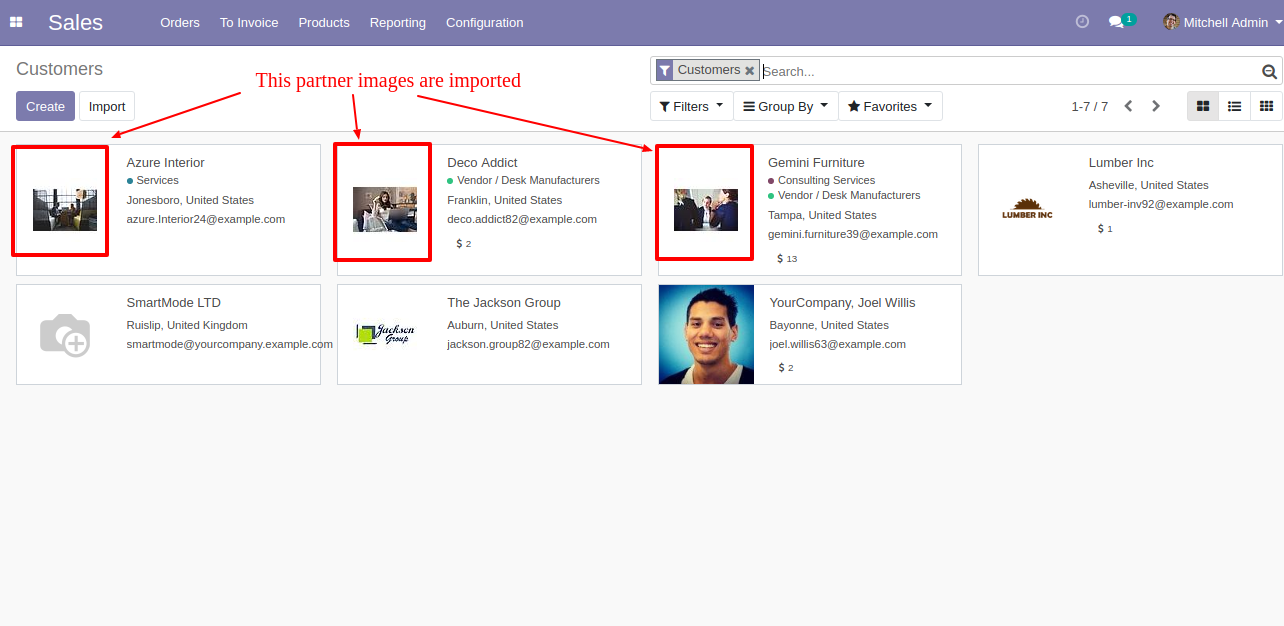 Sales
Orders
To Invoice
Products
Reporting
Configuration
1
Mitchell Admin
Customers
This partner images are imported
Customers
Search...
Create
Import
Filters
Group By
Favorites
1-7 / 7
Azure Interior
Services
Jonesboro, United States
azure.Interior24@example.com
Deco Addict
Vendor / Desk Manufacturers
Franklin, United States
deco.addict82@example.com
$ 2
Gemini Furniture
Consulting Services
Vendor / Desk Manufacturers
Tampa, United States
gemini.furniture39@example.com
$ 13
LUMBER INC
Lumber Inc
Asheville, United States
lumber-inv92@example.com
$ 1
SmartMode LTD
Ruislip, United Kingdom
smartmode@yourcompany.example.com
Jackson
Group
The Jackson Group
Auburn, United States
jackson.group82@example.com
YourCompany, Joel Willis
Bayonne, United States
joel.willis63@example.com
$ 2